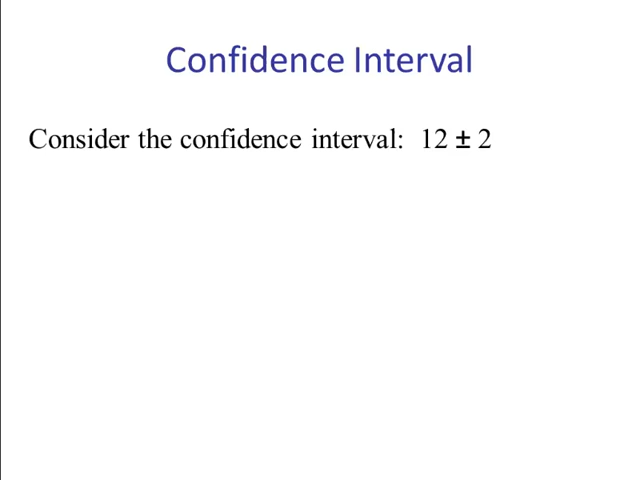 Confidence Interval
Consider the confidence interval: 12 ± 2